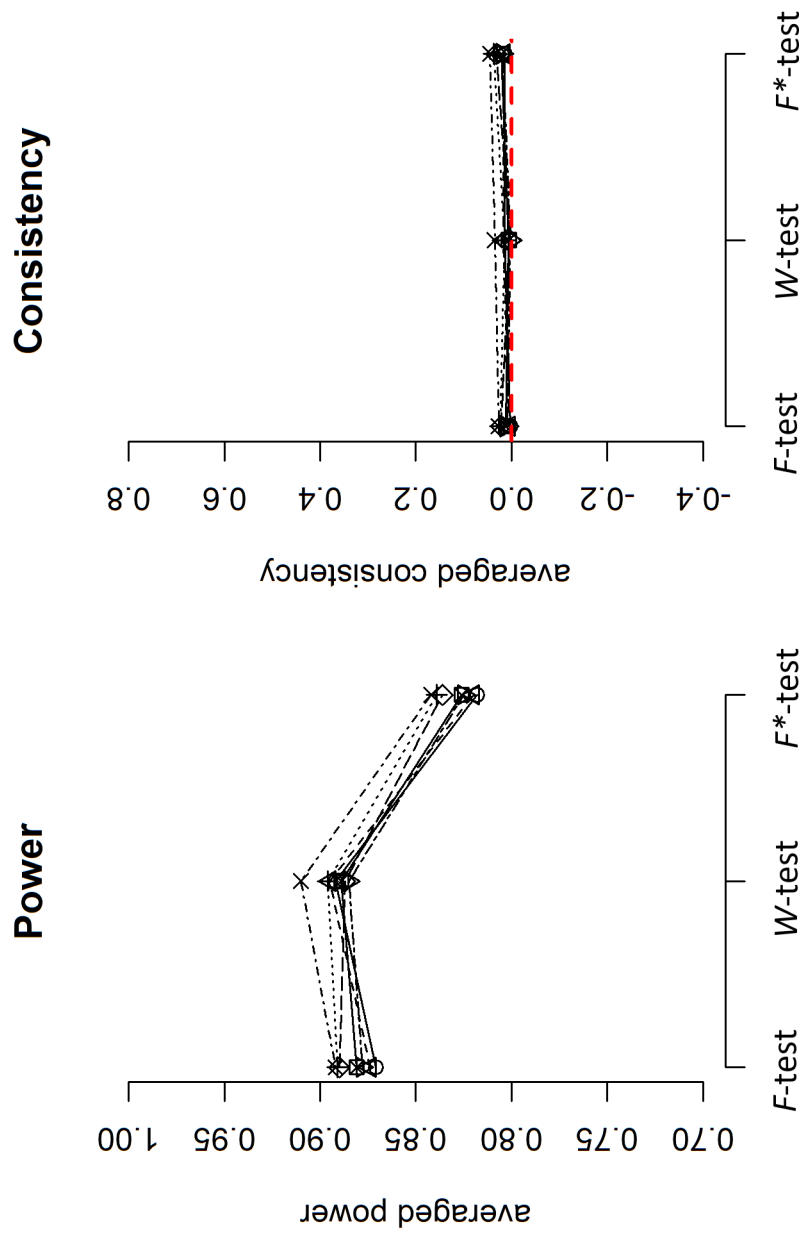 Power
averaged power
1.00
0.95
0.90
0.85
0.80
0.75
0.70
F-test
W-test
F*-test
Consistency
averaged consistency
0.8
0.6
0.4
0.2
0.0
-0.2
-0.4
F-test
W-test
F*-test